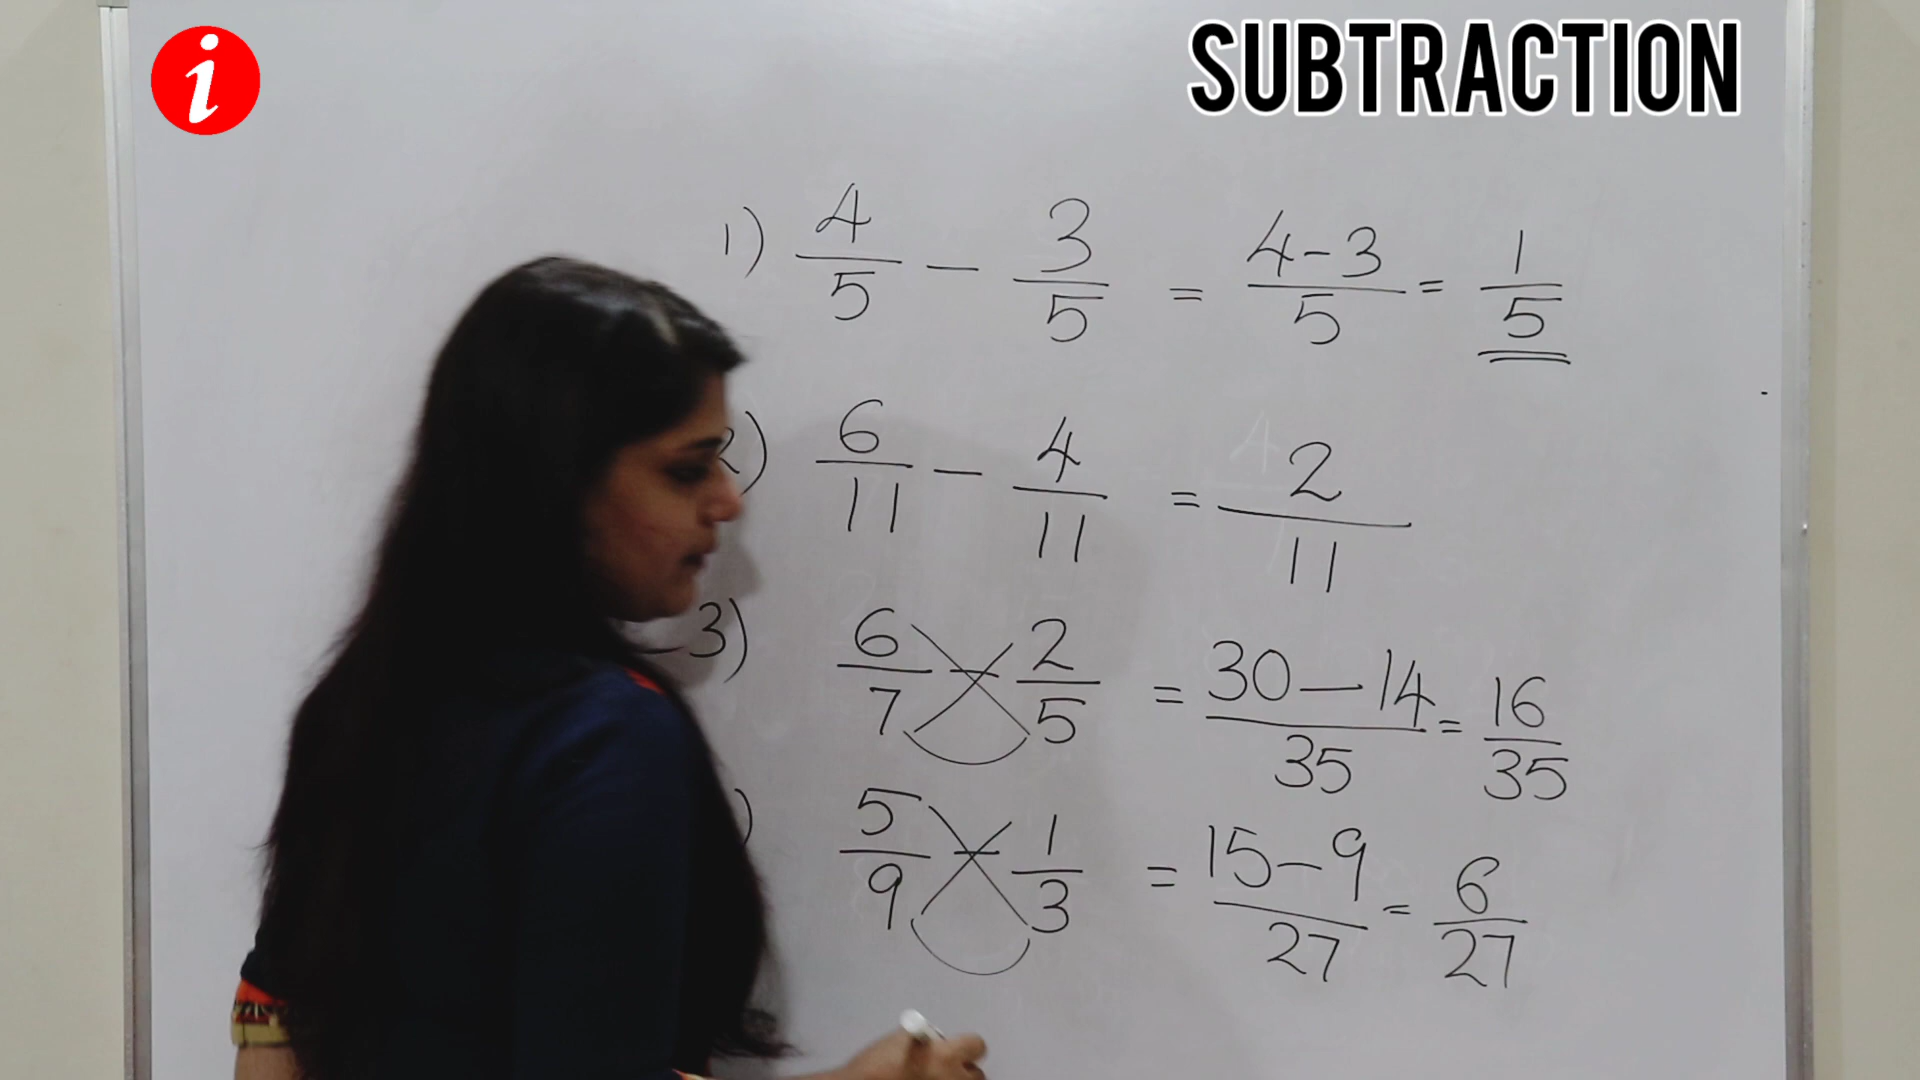 i
SUBTRACTION
1) 4/5 - 3/5 = 4-3/5 = 1/5
2) 6/11 - 4/11 = 2/11
3) 6/7 - 2/5 = 30-14/35 = 16/35
) 5/9 - 1/3 = 15-9/27 = 6/27